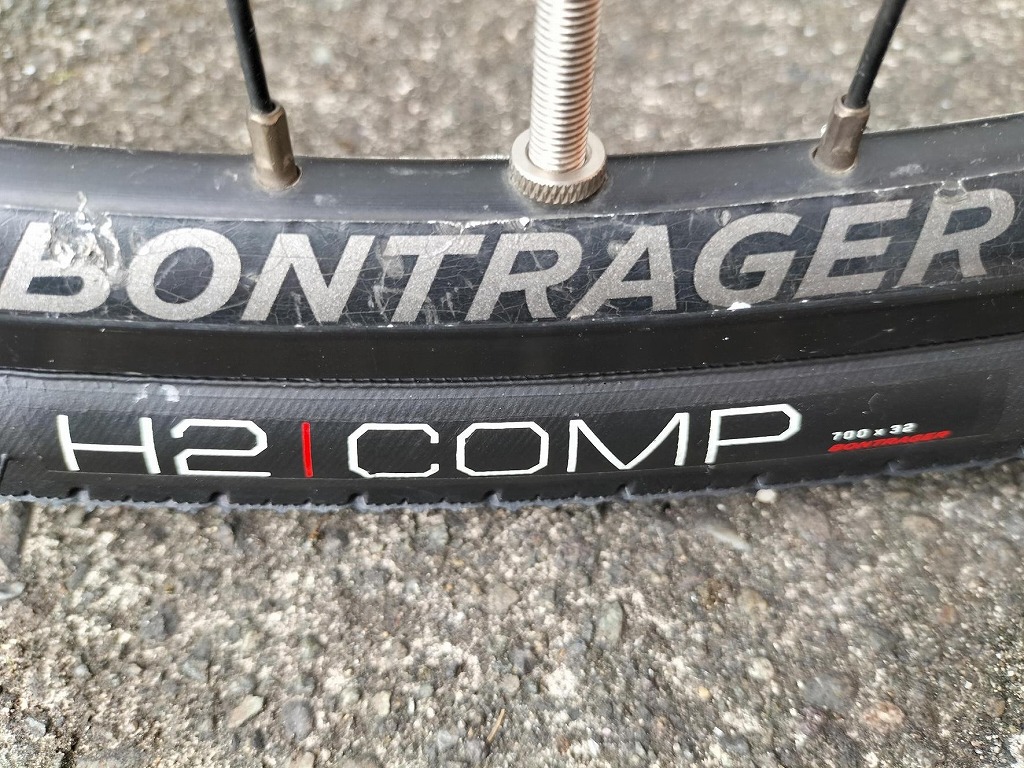 BONTRAGER
H2|COMP
700 x 32
BONTRAGER